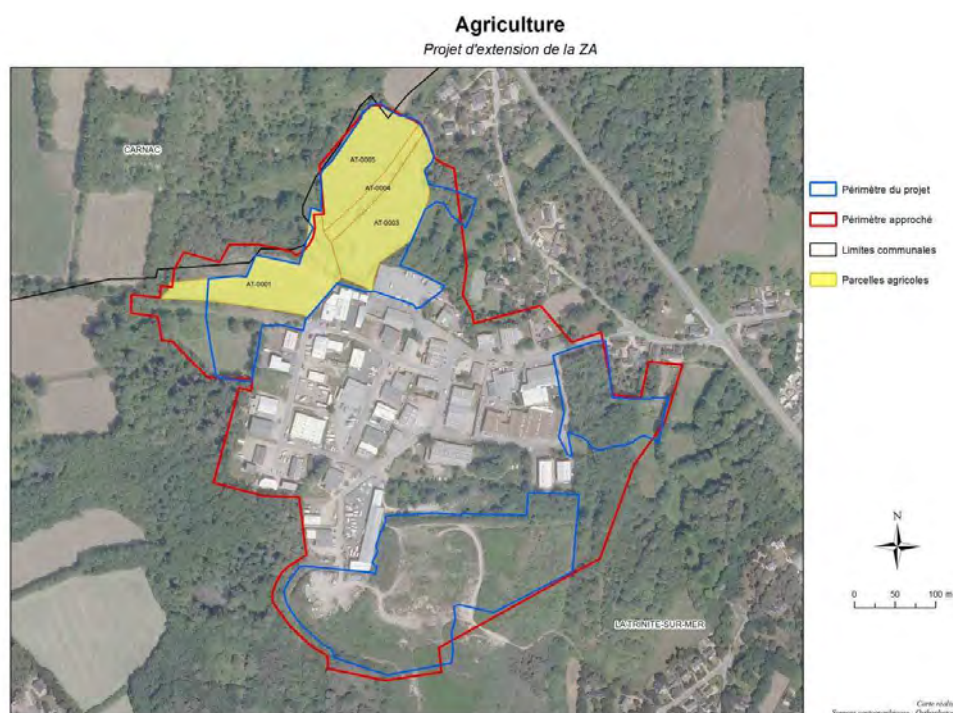 Agriculture
Projet d'extension de la ZA
CARNAC
AT-0005
AT-0004
AT-0003
AT-0001
LA-TRINITE-SUR-MER
Périmètre du projet
Périmètre approché
Limites communales
Parcelles agricoles
N
0 50 100 m
Carte réalis